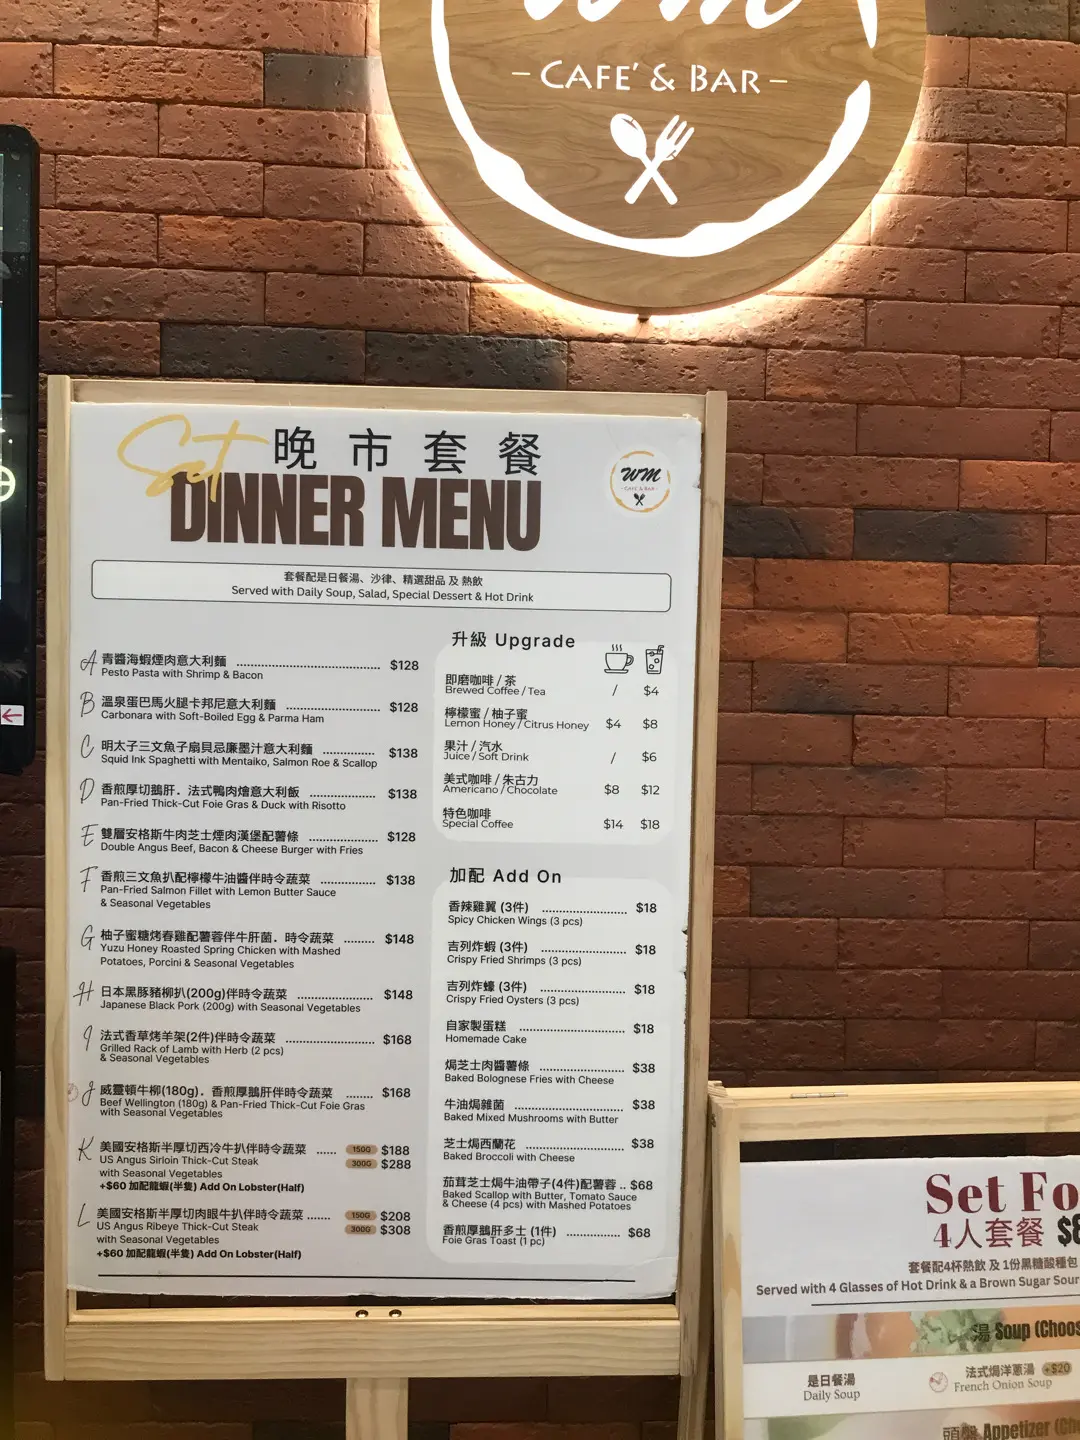 wm
CAFE' & BAR
Set 晚市套餐
DINNER MENU
wm
CAFE & BAR
套餐配是日餐湯、沙律、精選甜品 及 熱飲
Served with Daily Soup, Salad, Special Dessert & Hot Drink
A 青醬海蝦煙肉意大利麵 $128
Pesto Pasta with Shrimp & Bacon
B 溫泉蛋巴馬火腿卡邦尼意大利麵 $128
Carbonara with Soft-Boiled Egg & Parma Ham
C 明太子三文魚子扇貝忌廉墨汁意大利麵 $138
Squid Ink Spaghetti with Mentaiko, Salmon Roe & Scallop
D 香煎厚切鵝肝．法式鴨肉燴意大利飯 $138
Pan-Fried Thick-Cut Foie Gras & Duck with Risotto
E 雙層安格斯牛肉芝士煙肉漢堡配薯條 $128
Double Angus Beef, Bacon & Cheese Burger with Fries
F 香煎三文魚扒配檸檬牛油醬伴時令蔬菜 $138
Pan-Fried Salmon Fillet with Lemon Butter Sauce
& Seasonal Vegetables
G 柚子蜜糖烤春雞配薯蓉伴牛肝菌．時令蔬菜 $148
Yuzu Honey Roasted Spring Chicken with Mashed
Potatoes, Porcini & Seasonal Vegetables
H 日本黑豚豬柳扒(200g)伴時令蔬菜 $148
Japanese Black Pork (200g) with Seasonal Vegetables
I 法式香草烤羊架(2件)伴時令蔬菜 $168
Grilled Rack of Lamb with Herb (2 pcs)
& Seasonal Vegetables
J 威靈頓牛柳(180g)．香煎厚鵝肝伴時令蔬菜 $168
Beef Wellington (180g) & Pan-Fried Thick-Cut Foie Gras
with Seasonal Vegetables
K 美國安格斯半厚切西冷牛扒伴時令蔬菜 150G $188
US Angus Sirloin Thick-Cut Steak 300G $288
with Seasonal Vegetables
+$60 加配龍蝦(半隻) Add On Lobster(Half)
L 美國安格斯半厚切肉眼牛扒伴時令蔬菜 150G $208
US Angus Ribeye Thick-Cut Steak 300G $308
with Seasonal Vegetables
+$60 加配龍蝦(半隻) Add On Lobster(Half)
升級 Upgrade
即磨咖啡 / 茶
Brewed Coffee / Tea / $4
檸檬蜜 / 柚子蜜
Lemon Honey / Citrus Honey $4 $8
果汁 / 汽水
Juice / Soft Drink / $6
美式咖啡 / 朱古力
Americano / Chocolate $8 $12
特色咖啡
Special Coffee $14 $18
加配 Add On
香辣雞翼 (3件) $18
Spicy Chicken Wings (3 pcs)
吉列炸蝦 (3件) $18
Crispy Fried Shrimps (3 pcs)
吉列炸蠔 (3件) $18
Crispy Fried Oysters (3 pcs)
自家製蛋糕 $18
Homemade Cake
焗芝士肉醬薯條 $38
Baked Bolognese Fries with Cheese
牛油焗雜菌 $38
Baked Mixed Mushrooms with Butter
芝士焗西蘭花 $38
Baked Broccoli with Cheese
茄茸芝士焗牛油帶子(4件)配薯蓉 .. $68
Baked Scallop with Butter, Tomato Sauce
& Cheese (4 pcs) with Mashed Potatoes
香煎厚鵝肝多士 (1件) $68
Foie Gras Toast (1 pc)
Set Fo
4人套餐 $8
套餐配4杯熱飲 及 1份黑糖酸種包
Served with 4 Glasses of Hot Drink & a Brown Sugar Sour
湯 Soup (Choos
是日餐湯
Daily Soup
法式焗洋蔥湯 +$20
French Onion Soup
頭盤 Appetizer (Ch